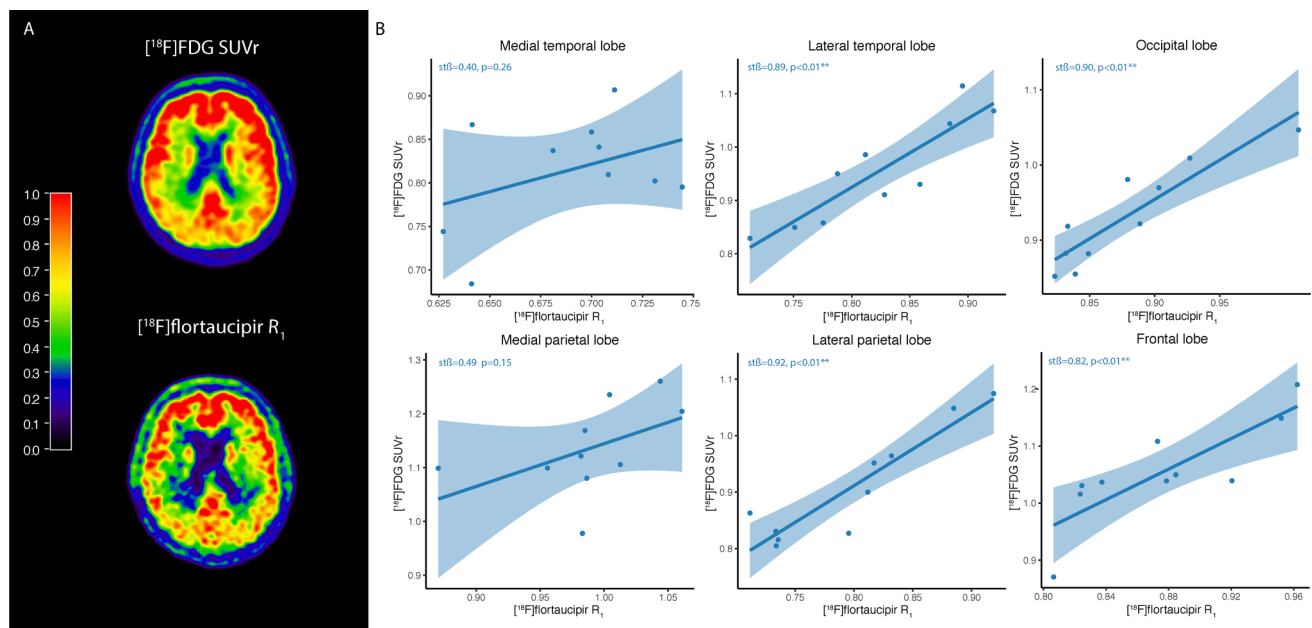 A
[¹⁸F]FDG SUVr
1.0
0.9
0.8
0.7
0.6
0.5
0.4
0.3
0.2
0.1
0.0
[¹⁸F]flortaucipir R₁
B
Medial temporal lobe
stß=0.40, p=0.26
[¹⁸F]FDG SUVr
0.90
0.85
0.80
0.75
0.70
0.625 0.650 0.675 0.700 0.725 0.75
[¹⁸F]flortaucipir R₁
Lateral temporal lobe
stß=0.89, p<0.01**
[¹⁸F]FDG SUVr
1.1
1.0
0.9
0.8
0.75 0.80 0.85 0.90
[¹⁸F]flortaucipir R₁
Occipital lobe
stß=0.90, p<0.01**
[¹⁸F]FDG SUVr
1.1
1.0
0.9
0.85 0.90 0.95
[¹⁸F]flortaucipir R₁
Medial parietal lobe
stß=0.49 p=0.15
[¹⁸F]FDG SUVr
1.3
1.2
1.1
1.0
0.9
0.90 0.95 1.00 1.05
[¹⁸F]flortaucipir R₁
Lateral parietal lobe
stß=0.92, p<0.01**
[¹⁸F]FDG SUVr
1.1
1.0
0.9
0.8
0.75 0.80 0.85 0.90
[¹⁸F]flortaucipir R₁
Frontal lobe
stß=0.82, p<0.01**
[¹⁸F]FDG SUVr
1.2
1.1
1.0
0.9
0.80 0.84 0.88 0.92 0.96
[¹⁸F]flortaucipir R₁